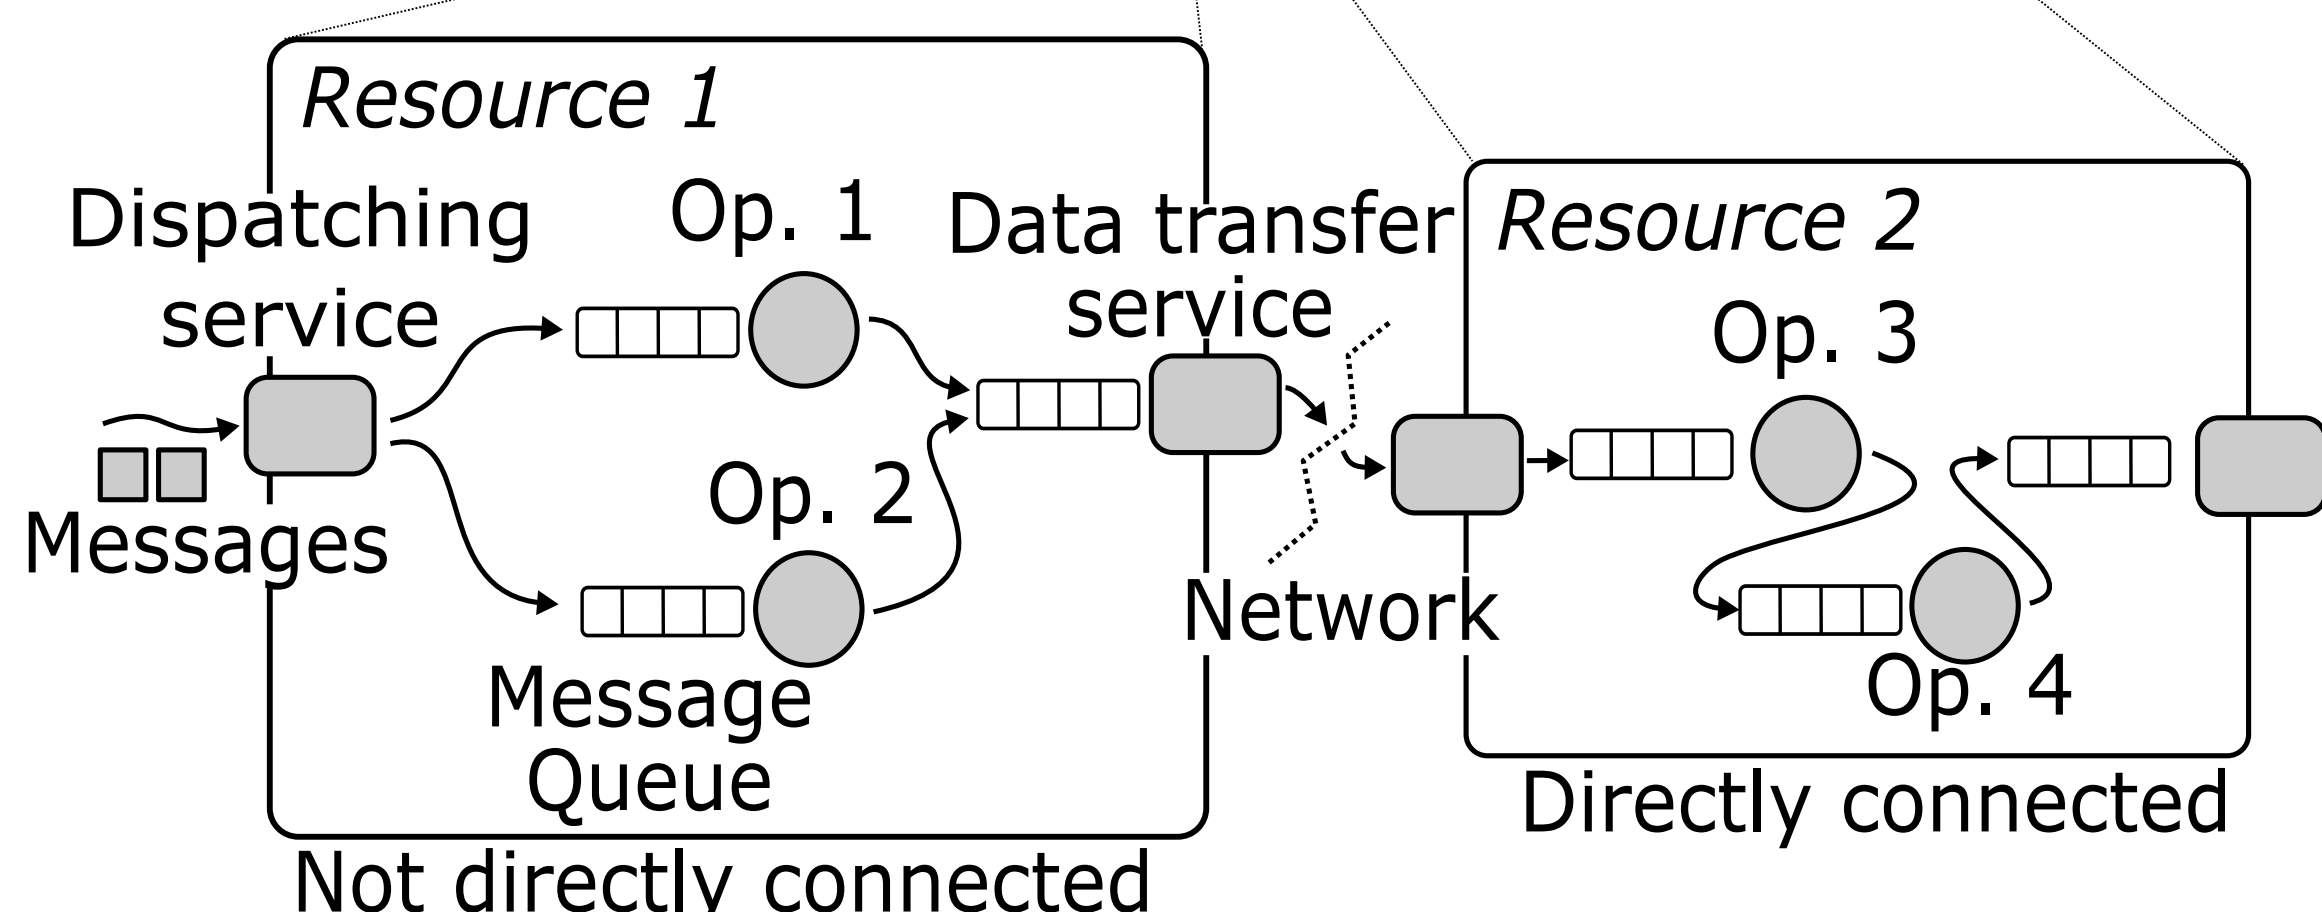 Resource 1
Dispatching
service
Op. 1
Data transfer
service
Resource 2
Op. 3
Op. 2
Messages
Network
Message
Queue
Op. 4
Directly connected
Not directly connected